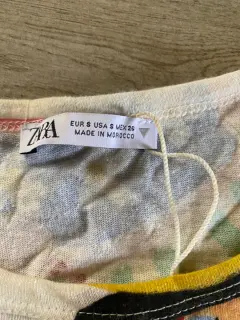 ZARA
EUR S USA S MEX 26
MADE IN MOROCCO